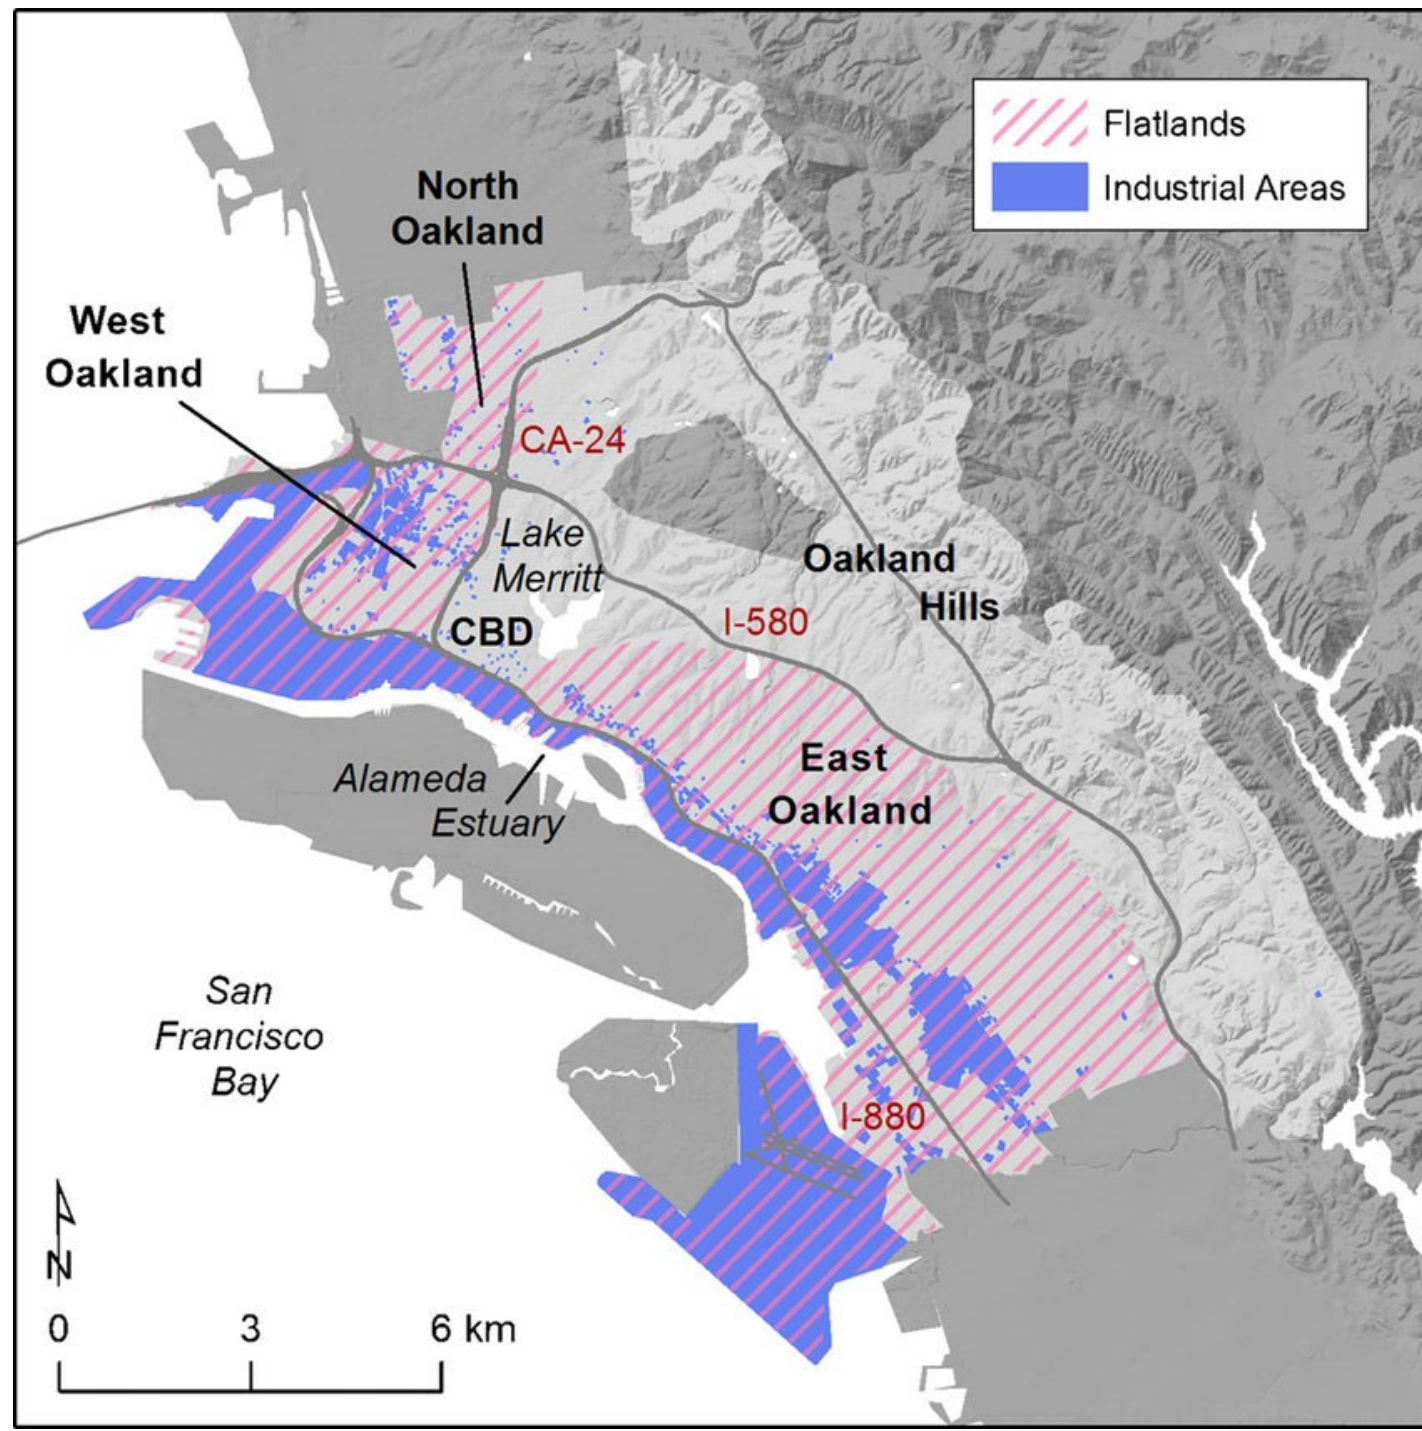 Flatlands
Industrial Areas
North
Oakland
West
Oakland
CA-24
Lake
Merritt
Oakland
Hills
I-580
CBD
East
Oakland
Alameda
Estuary
San
Francisco
Bay
I-880
N
0 3 6 km